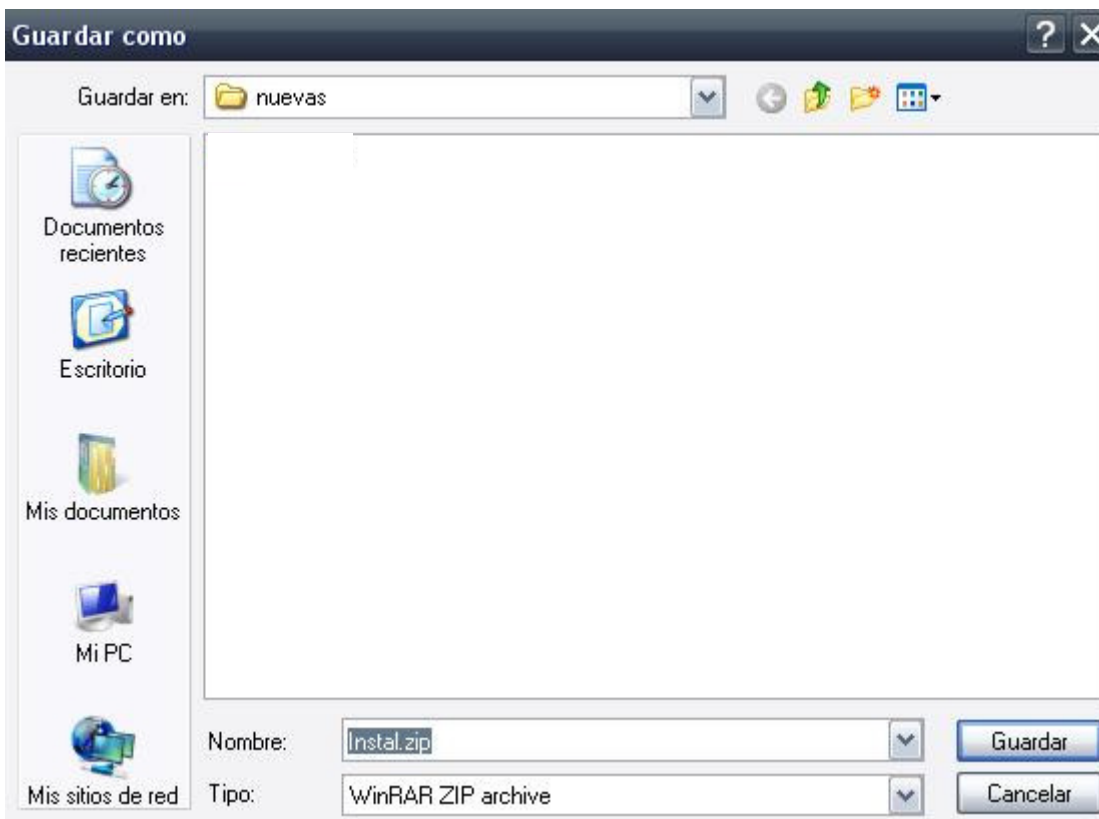 Guardar como
Guardar en:
nuevas
Documentos
recientes
Escritorio
Mis documentos
Mi PC
Mis sitios de red
Nombre:
Instal.zip
Guardar
Tipo:
WinRAR ZIP archive
Cancelar